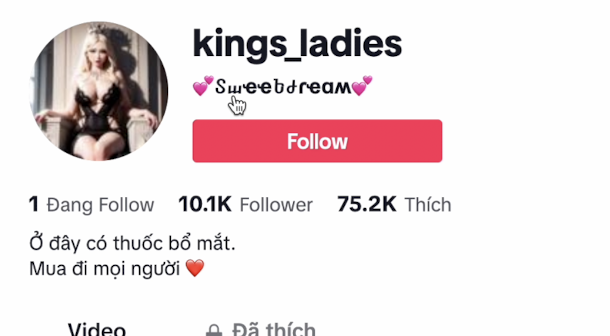 kings_ladies
💕Sweetdream💕
Follow
1 Đang Follow 10.1K Follower 75.2K Thích
Ở đây có thuốc bổ mắt.
Mua đi mọi người ❤️
Video Đã thích